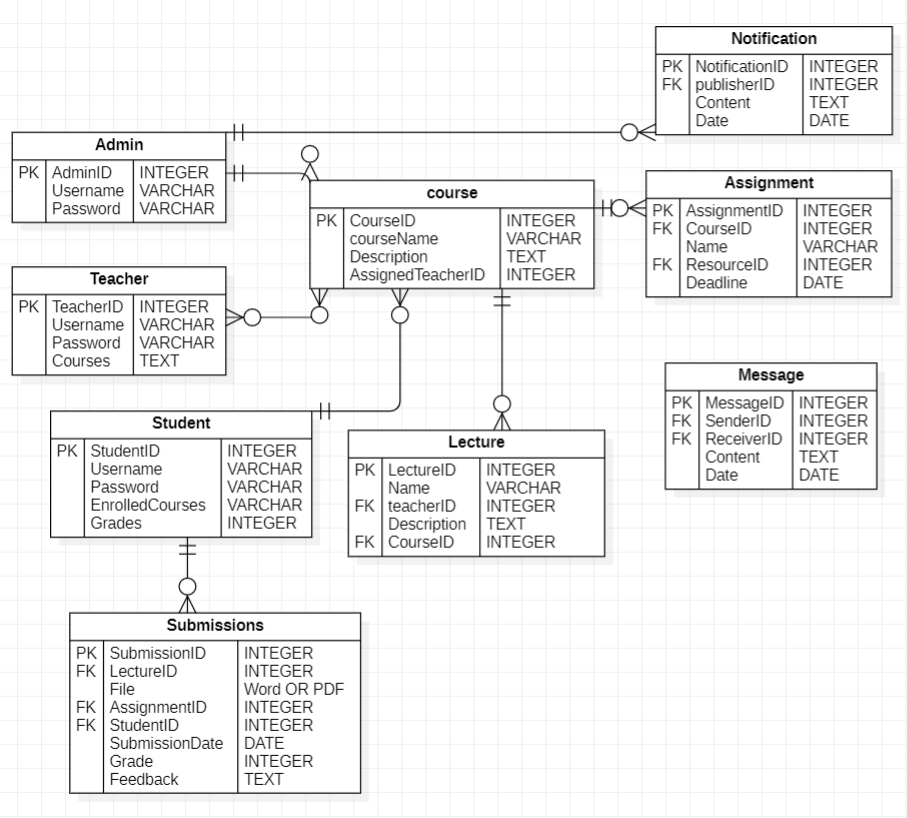 Notification
PK NotificationID INTEGER
FK publisherID INTEGER
Content TEXT
Date DATE
Admin
PK AdminID INTEGER
Username VARCHAR
Password VARCHAR
course
PK CourseID INTEGER
courseName VARCHAR
Description TEXT
AssignedTeacherID INTEGER
Assignment
PK AssignmentID INTEGER
FK CourseID INTEGER
Name VARCHAR
FK ResourceID INTEGER
Deadline DATE
Teacher
PK TeacherID INTEGER
Username VARCHAR
Password VARCHAR
Courses TEXT
Message
PK MessageID INTEGER
FK SenderID INTEGER
FK ReceiverID INTEGER
Content TEXT
Date DATE
Student
PK StudentID INTEGER
Username VARCHAR
Password VARCHAR
EnrolledCourses VARCHAR
Grades INTEGER
Lecture
PK LectureID INTEGER
Name VARCHAR
FK teacherID INTEGER
Description TEXT
FK CourseID INTEGER
Submissions
PK SubmissionID INTEGER
FK LectureID INTEGER
File Word OR PDF
FK AssignmentID INTEGER
FK StudentID INTEGER
SubmissionDate DATE
Grade INTEGER
Feedback TEXT